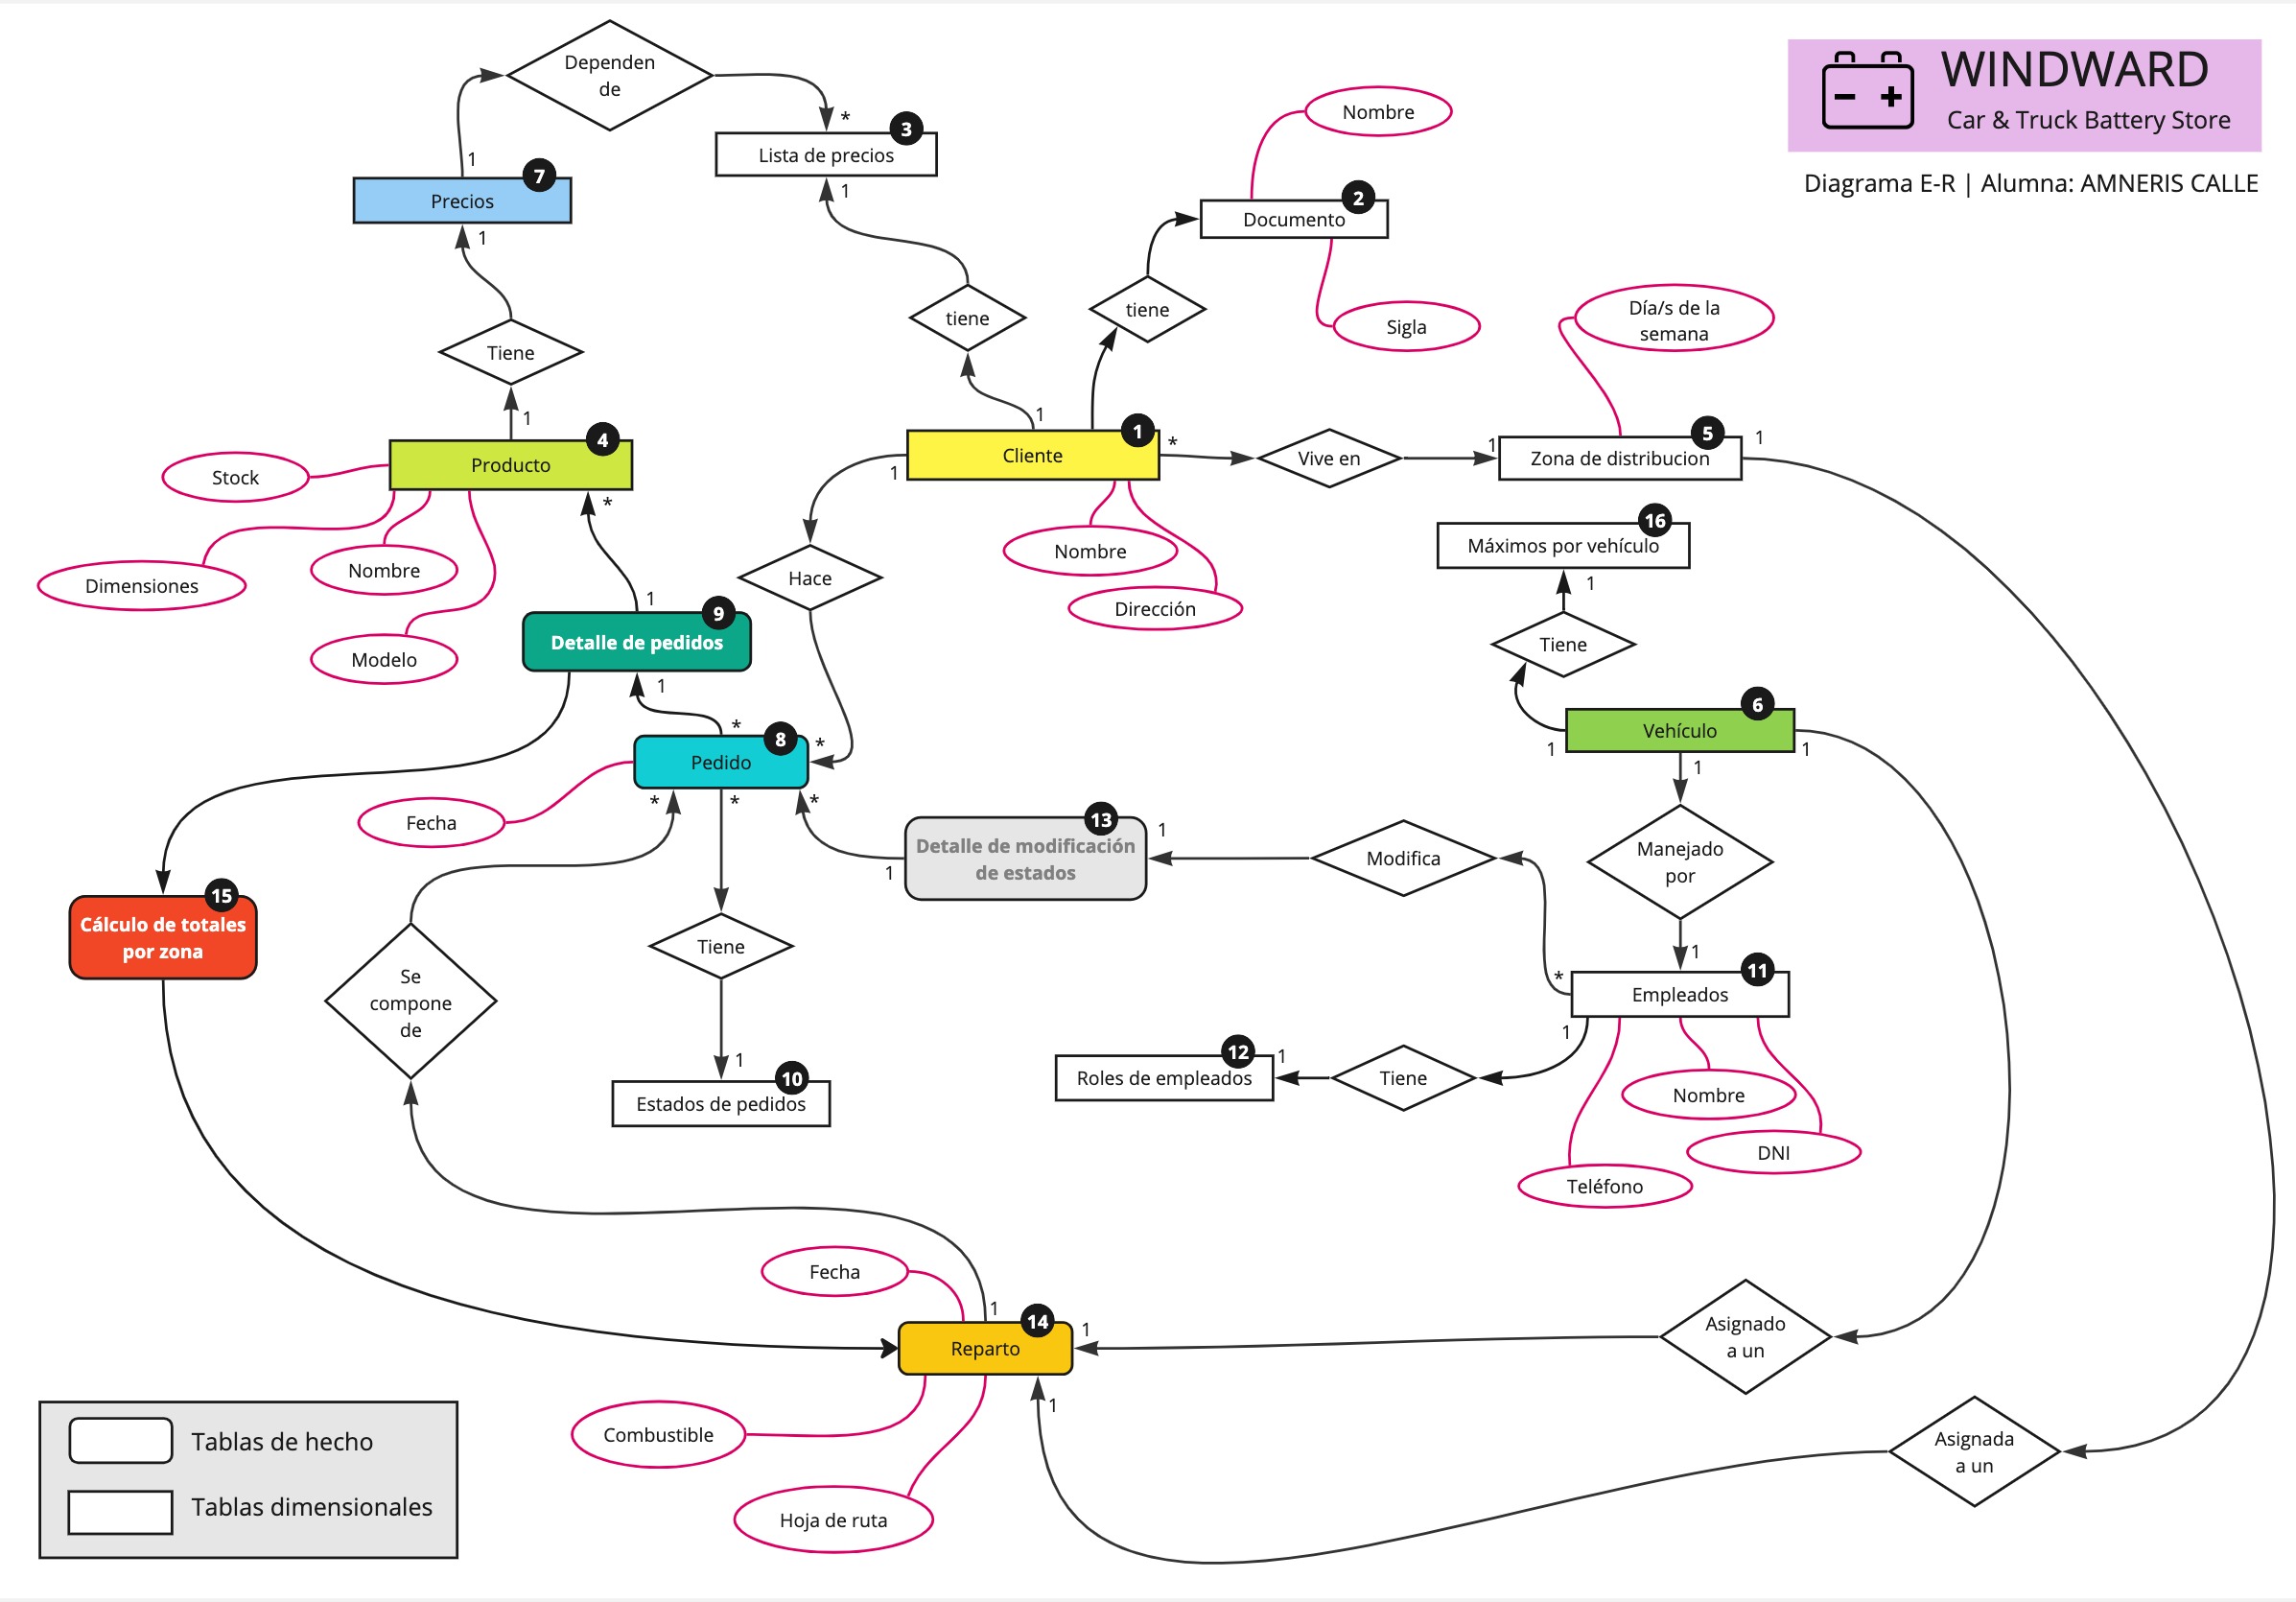 WINDWARD
Car & Truck Battery Store
Diagrama E-R | Alumna: AMNERIS CALLE
Dependen
de
*
3
Lista de precios
1
1
7
Precios
1
Tiene
1
4
Producto
Stock
Dimensiones
Nombre
Modelo
*
1
9
Detalle de pedidos
1
*
8
Pedido
*
Fecha
*
*
*
tiene
1
tiene
Nombre
2
Documento
Sigla
1
Cliente
*
1
Hace
Nombre
Dirección
Vive en
1
5
Zona de distribucion
1
Día/s de la
semana
16
Máximos por vehículo
1
Tiene
6
Vehículo
1
1
1
Manejado
por
1
11
Empleados
*
1
Modifica
1
13
Detalle de modificación
de estados
1
Tiene
1
12
Roles de empleados
Nombre
DNI
Teléfono
15
Cálculo de totales
por zona
Se
compone
de
Tiene
1
10
Estados de pedidos
Fecha
1
14
Reparto
1
1
Combustible
Hoja de ruta
Asignado
a un
Asignada
a un
Tablas de hecho
Tablas dimensionales